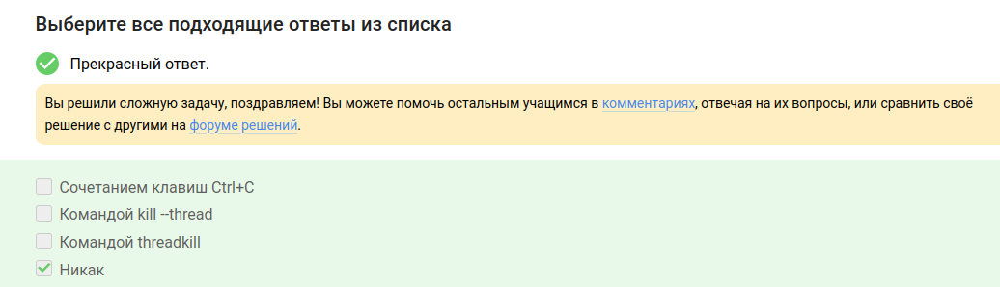 Выберите все подходящие ответы из списка
Прекрасный ответ.
Вы решили сложную задачу, поздравляем! Вы можете помочь остальным учащимся в комментариях, отвечая на их вопросы, или сравнить своё
решение с другими на форуме решений.
Сочетанием клавиш Ctrl+C
Командой kill --thread
Командой threadkill
Никак